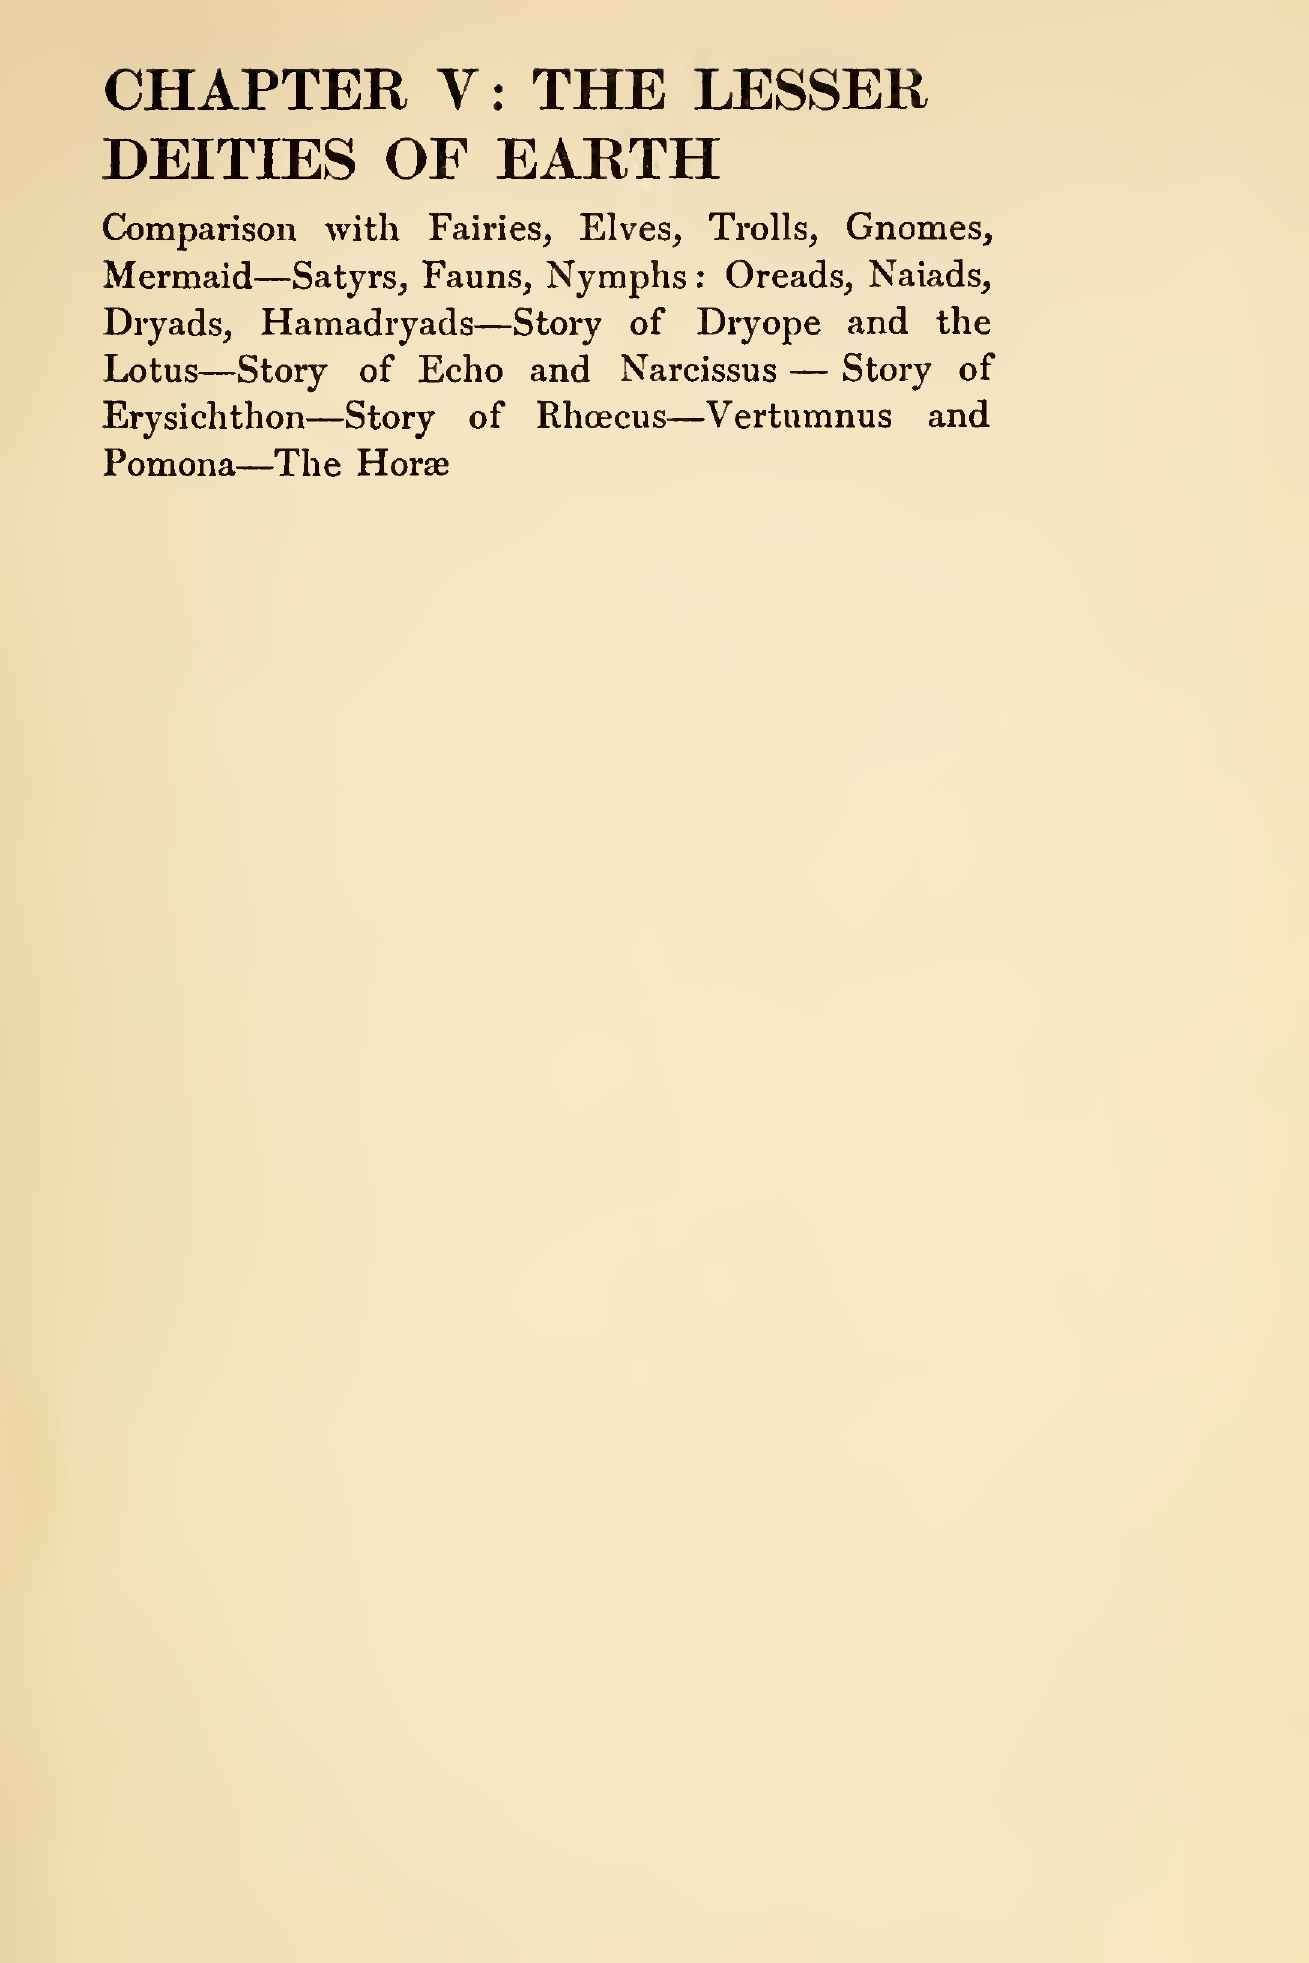 CHAPTER V: THE LESSER
DEITIES OF EARTH
Comparison with Fairies, Elves, Trolls, Gnomes,
Mermaid—Satyrs, Fauns, Nymphs: Oreads, Naiads,
Dryads, Hamadryads—Story of Dryope and the
Lotus—Story of Echo and Narcissus — Story of
Erysichthon—Story of Rhœcus—Vertumnus and
Pomona—The Horæ